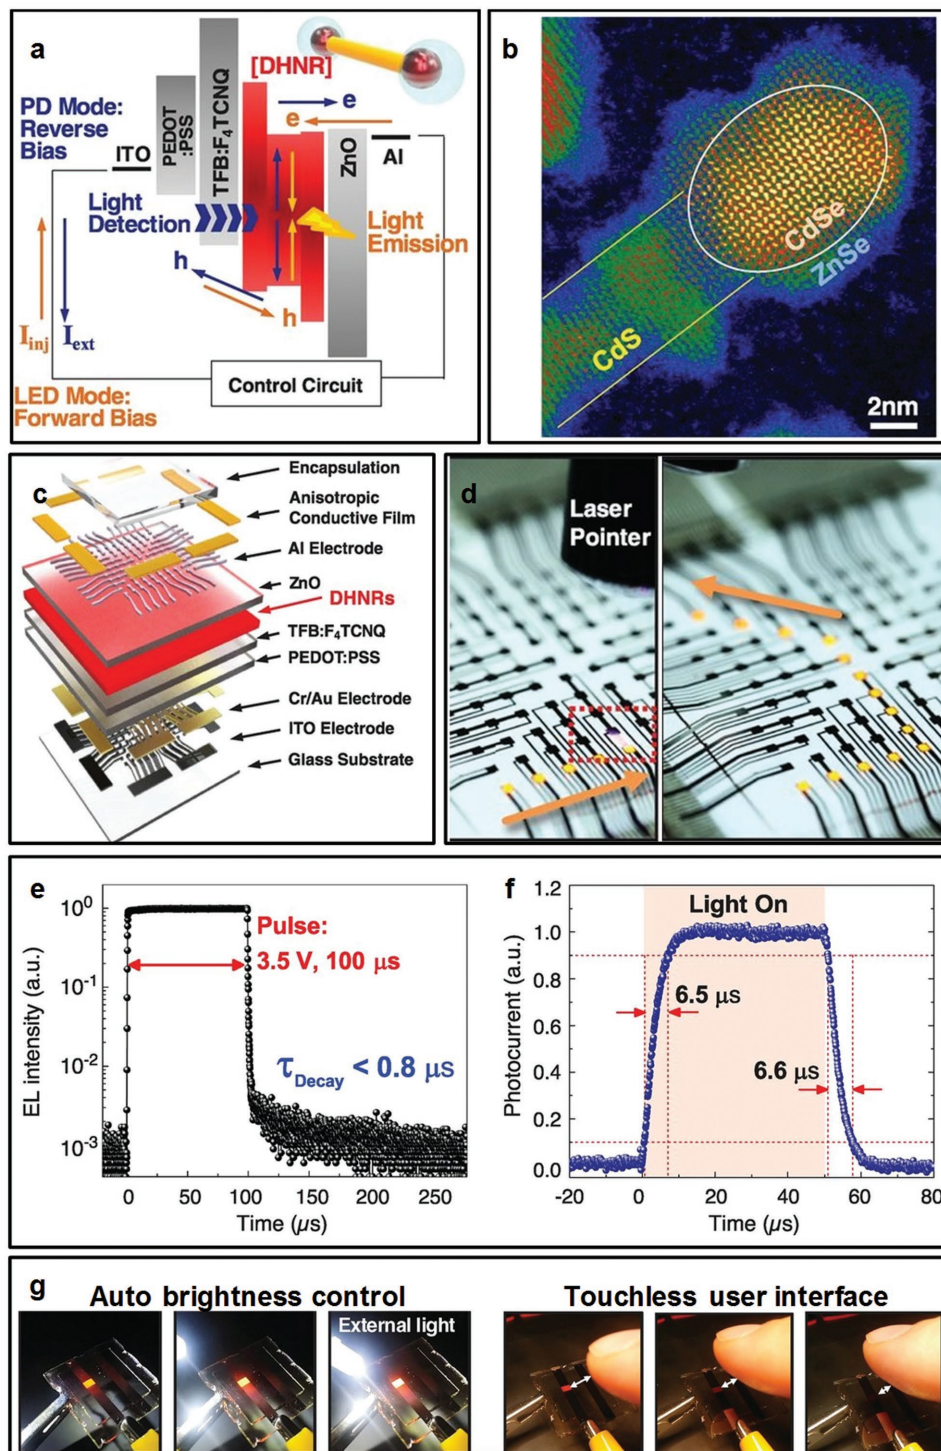 a
[DHNR]
PD Mode:
Reverse
Bias
ITO
PEDOT
:PSS
TFB:F₄TCNQ
e
e
ZnO
Al
Light
Detection
Light
Emission
h
h
I_inj
I_ext
Control Circuit
LED Mode:
Forward Bias
b
CdSe
ZnSe
CdS
2nm
c
Encapsulation
Anisotropic
Conductive Film
Al Electrode
ZnO
DHNRs
TFB:F₄TCNQ
PEDOT:PSS
Cr/Au Electrode
ITO Electrode
Glass Substrate
d
Laser
Pointer
e
EL intensity (a.u.)
10⁰
10⁻¹
10⁻²
10⁻³
Pulse:
3.5 V, 100 µs
τ_Decay < 0.8 µs
0 50 100 150 200 250
Time (µs)
f
Photocurrent (a.u.)
1.2
1.0
0.8
0.6
0.4
0.2
0.0
Light On
6.5 µs
6.6 µs
-20 0 20 40 60 80
Time (µs)
g
Auto brightness control
External light
Touchless user interface